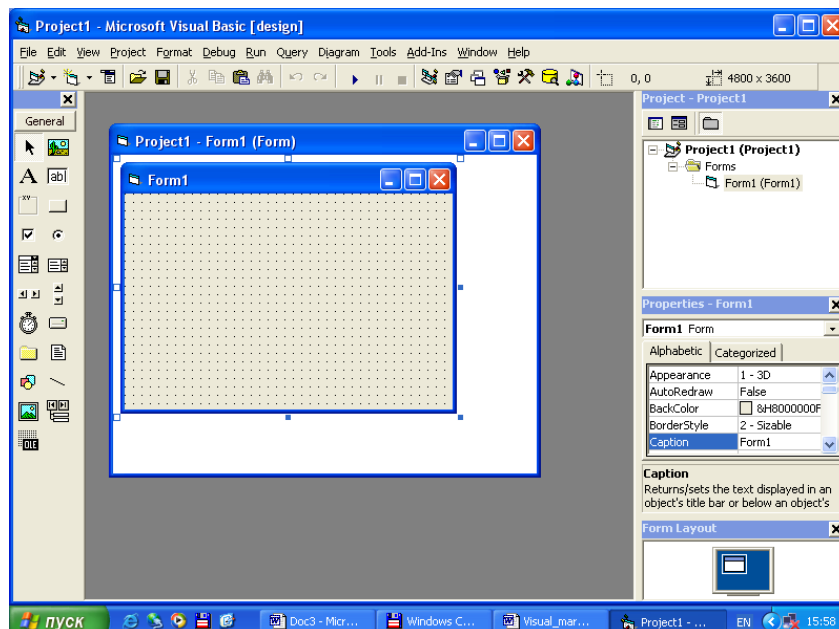 Project1 - Microsoft Visual Basic [design]
File Edit View Project Format Debug Run Query Diagram Tools Add-Ins Window Help
0, 0 4800 x 3600
General
A ab|
xv
OLE
Project1 - Form1 (Form)
Form1
Project - Project1
Project1 (Project1)
Forms
Form1 (Form1)
Properties - Form1
Form1 Form
Alphabetic Categorized
Appearance 1 - 3D
AutoRedraw False
BackColor &H8000000F
BorderStyle 2 - Sizable
Caption Form1
Caption
Returns/sets the text displayed in an
object's title bar or below an object's
Form Layout
пуск Doc3 - Micr... Windows C... Visual_mar... Project1 - ... EN 15:58